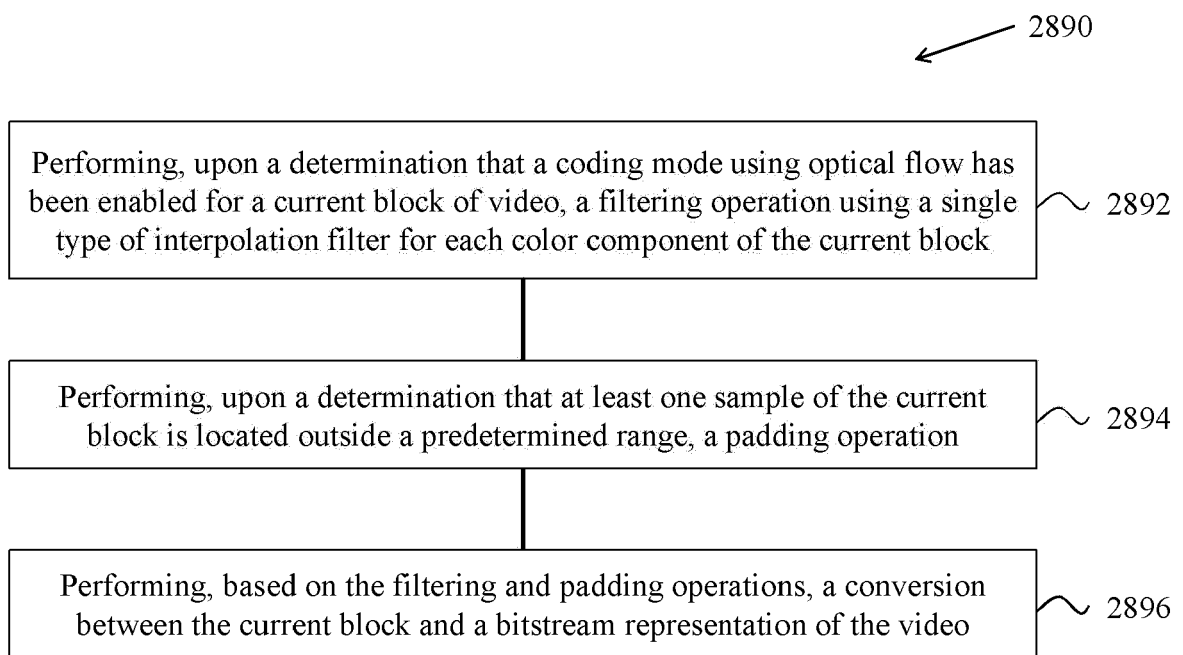 2890
Performing, upon a determination that a coding mode using optical flow has
been enabled for a current block of video, a filtering operation using a single
type of interpolation filter for each color component of the current block
2892
Performing, upon a determination that at least one sample of the current
block is located outside a predetermined range, a padding operation
2894
Performing, based on the filtering and padding operations, a conversion
between the current block and a bitstream representation of the video
2896